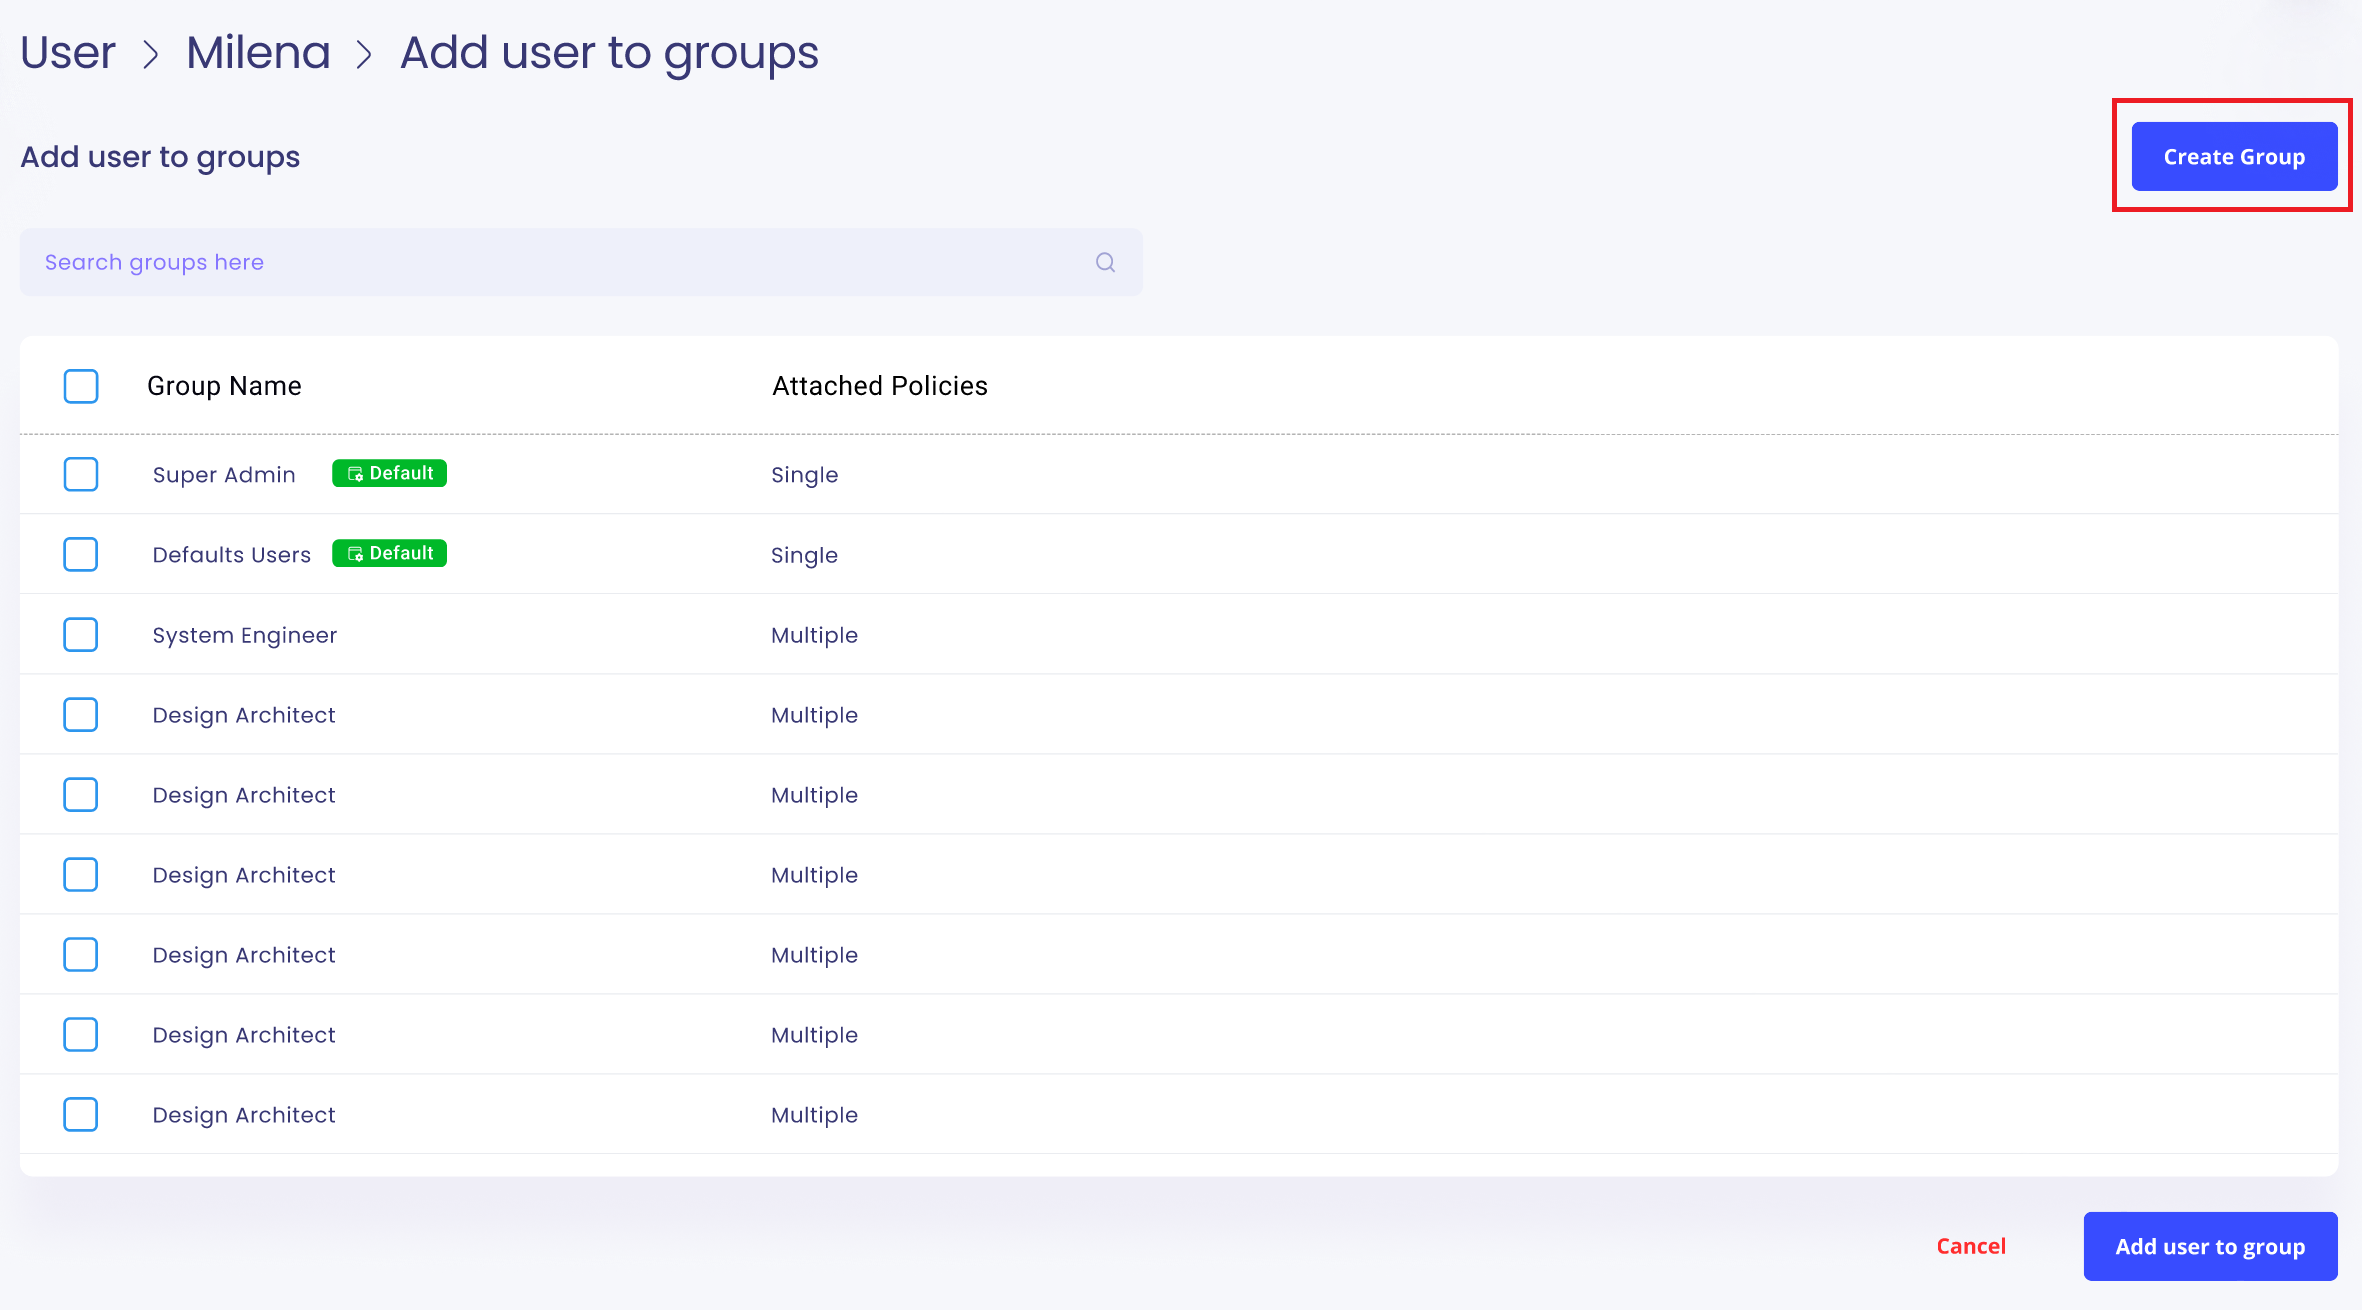 User > Milena > Add user to groups
Add user to groups
Create Group
Search groups here
Group Name Attached Policies
Super Admin Default Single
Defaults Users Default Single
System Engineer Multiple
Design Architect Multiple
Design Architect Multiple
Design Architect Multiple
Design Architect Multiple
Design Architect Multiple
Design Architect Multiple
Cancel Add user to group